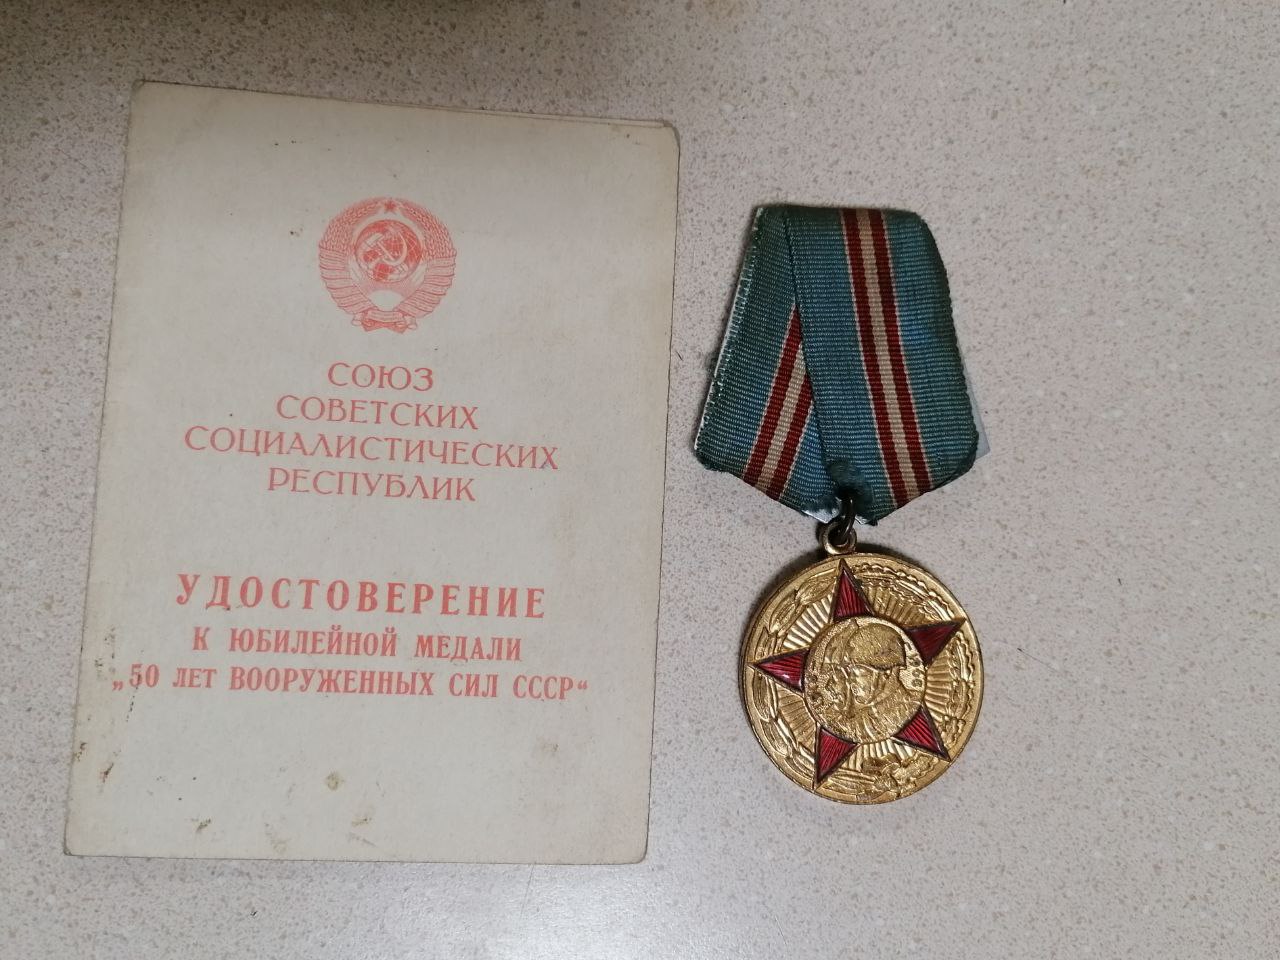 СОЮЗ
СОВЕТСКИХ
СОЦИАЛИСТИЧЕСКИХ
РЕСПУБЛИК
УДОСТОВЕРЕНИЕ
К ЮБИЛЕЙНОЙ МЕДАЛИ
„50 ЛЕТ ВООРУЖЕННЫХ СИЛ СССР“